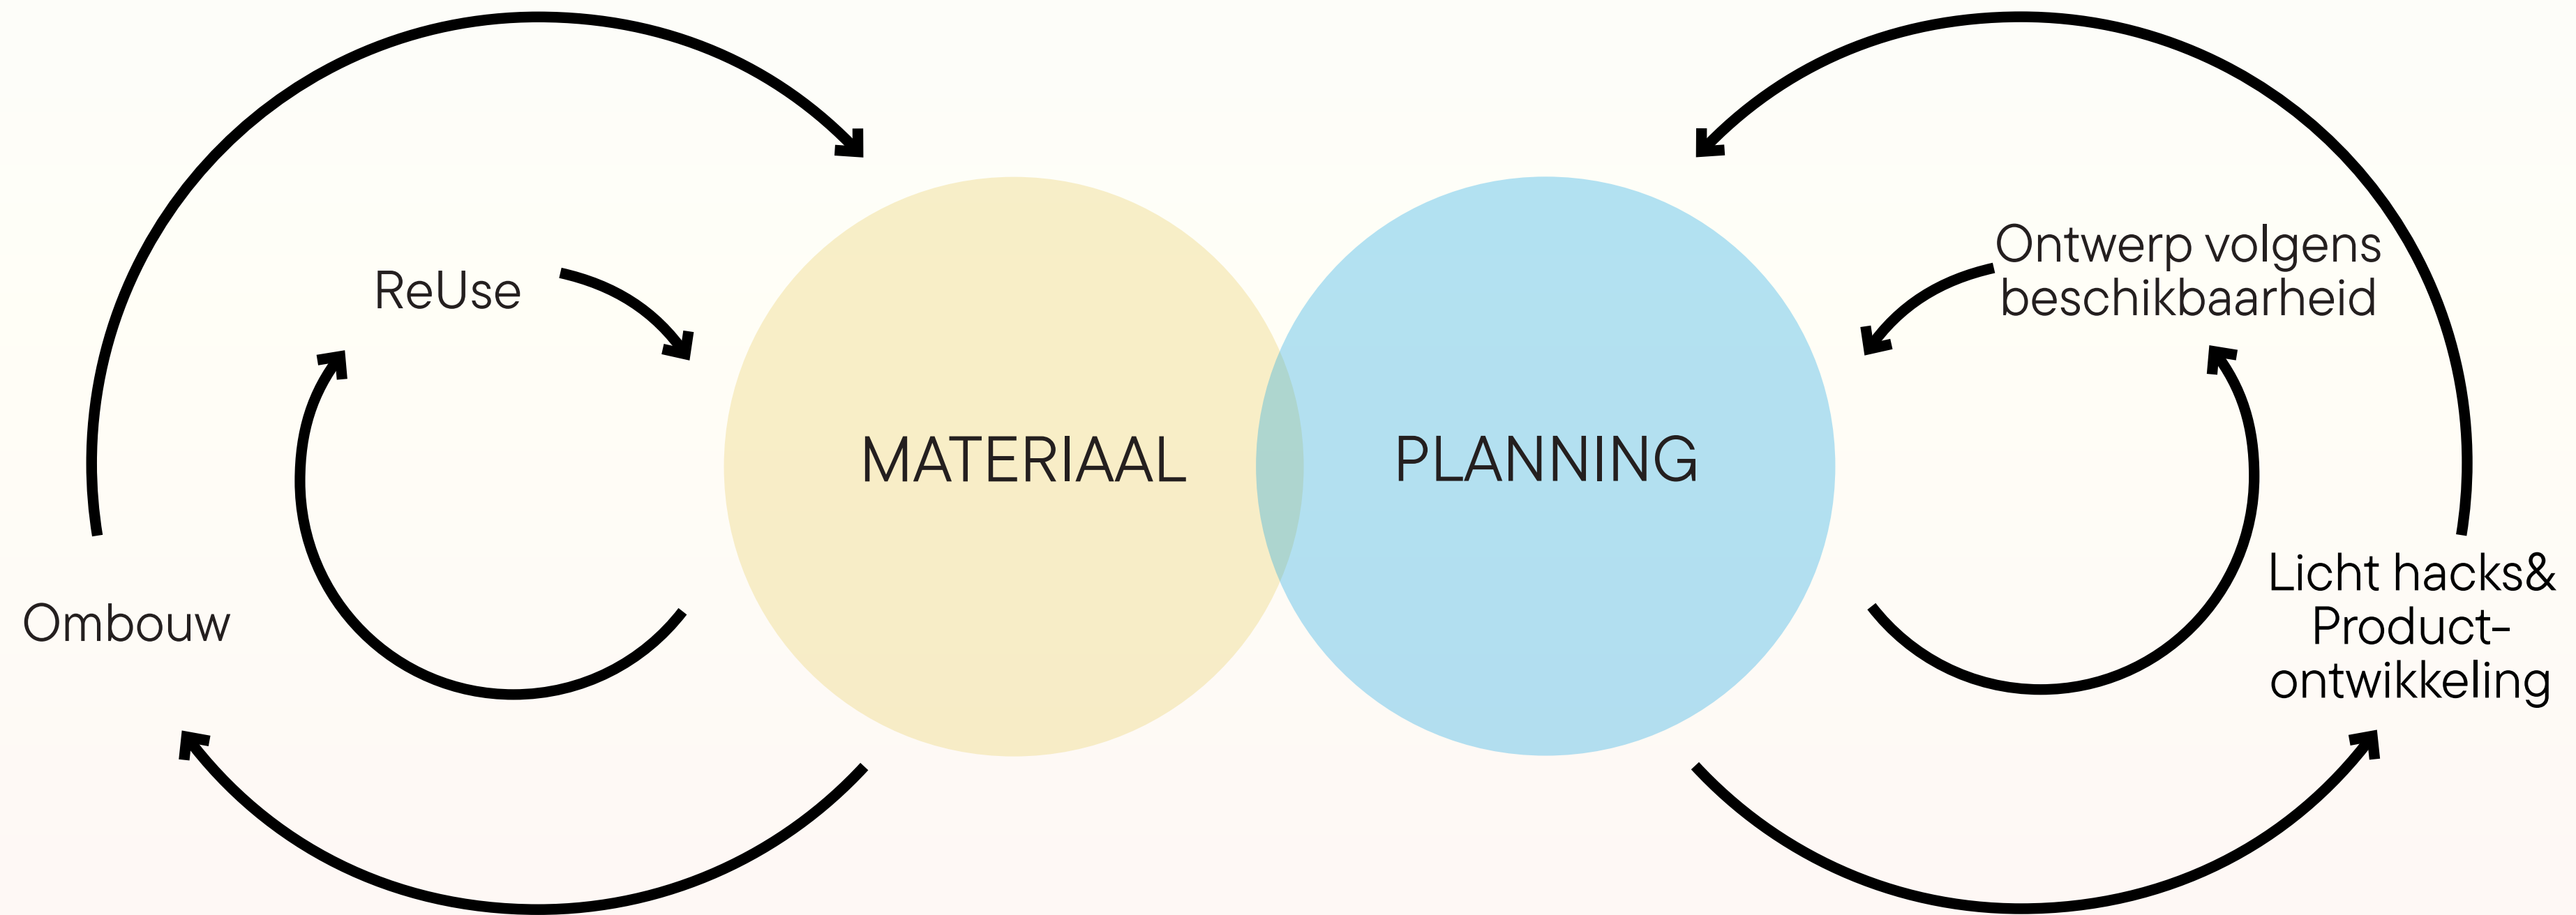 ReUse
Ontwerp volgens
beschikbaarheid
MATERIAAL
PLANNING
Ombouw
Licht hacks&
Product-
ontwikkeling